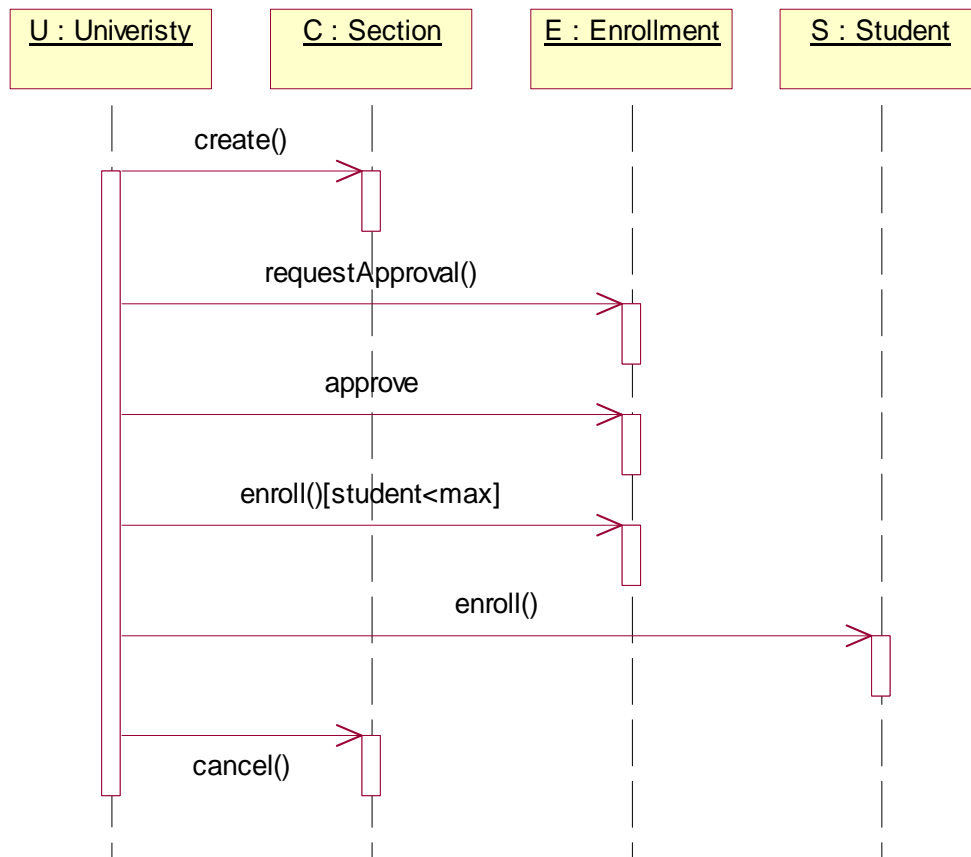 U : Univeristy
C : Section
E : Enrollment
S : Student
create()
requestApproval()
approve
enroll()[student<max]
enroll()
cancel()